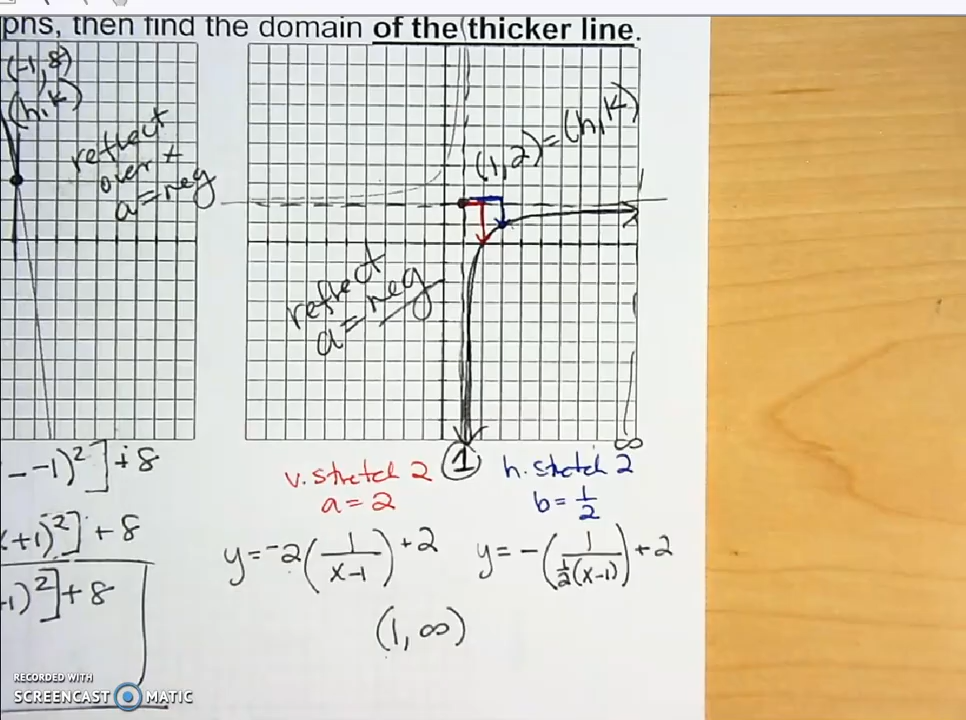 ons, then find the domain of the thicker line.
(-1, 8)
(h, k)
reflect
over x
a = neg
(1,2) = (h, k)
reflect
a = neg
1
∞
- -1)²] + 8
(x+1)²] + 8
-1)²] + 8
v. stretch 2
a = 2
h. stretch 2
b = 1/2
y = -2(1/(x-1)) + 2
y = -(1/(1/2(x-1))) + 2
(1, ∞)
RECORDED WITH
SCREENCAST MATIC